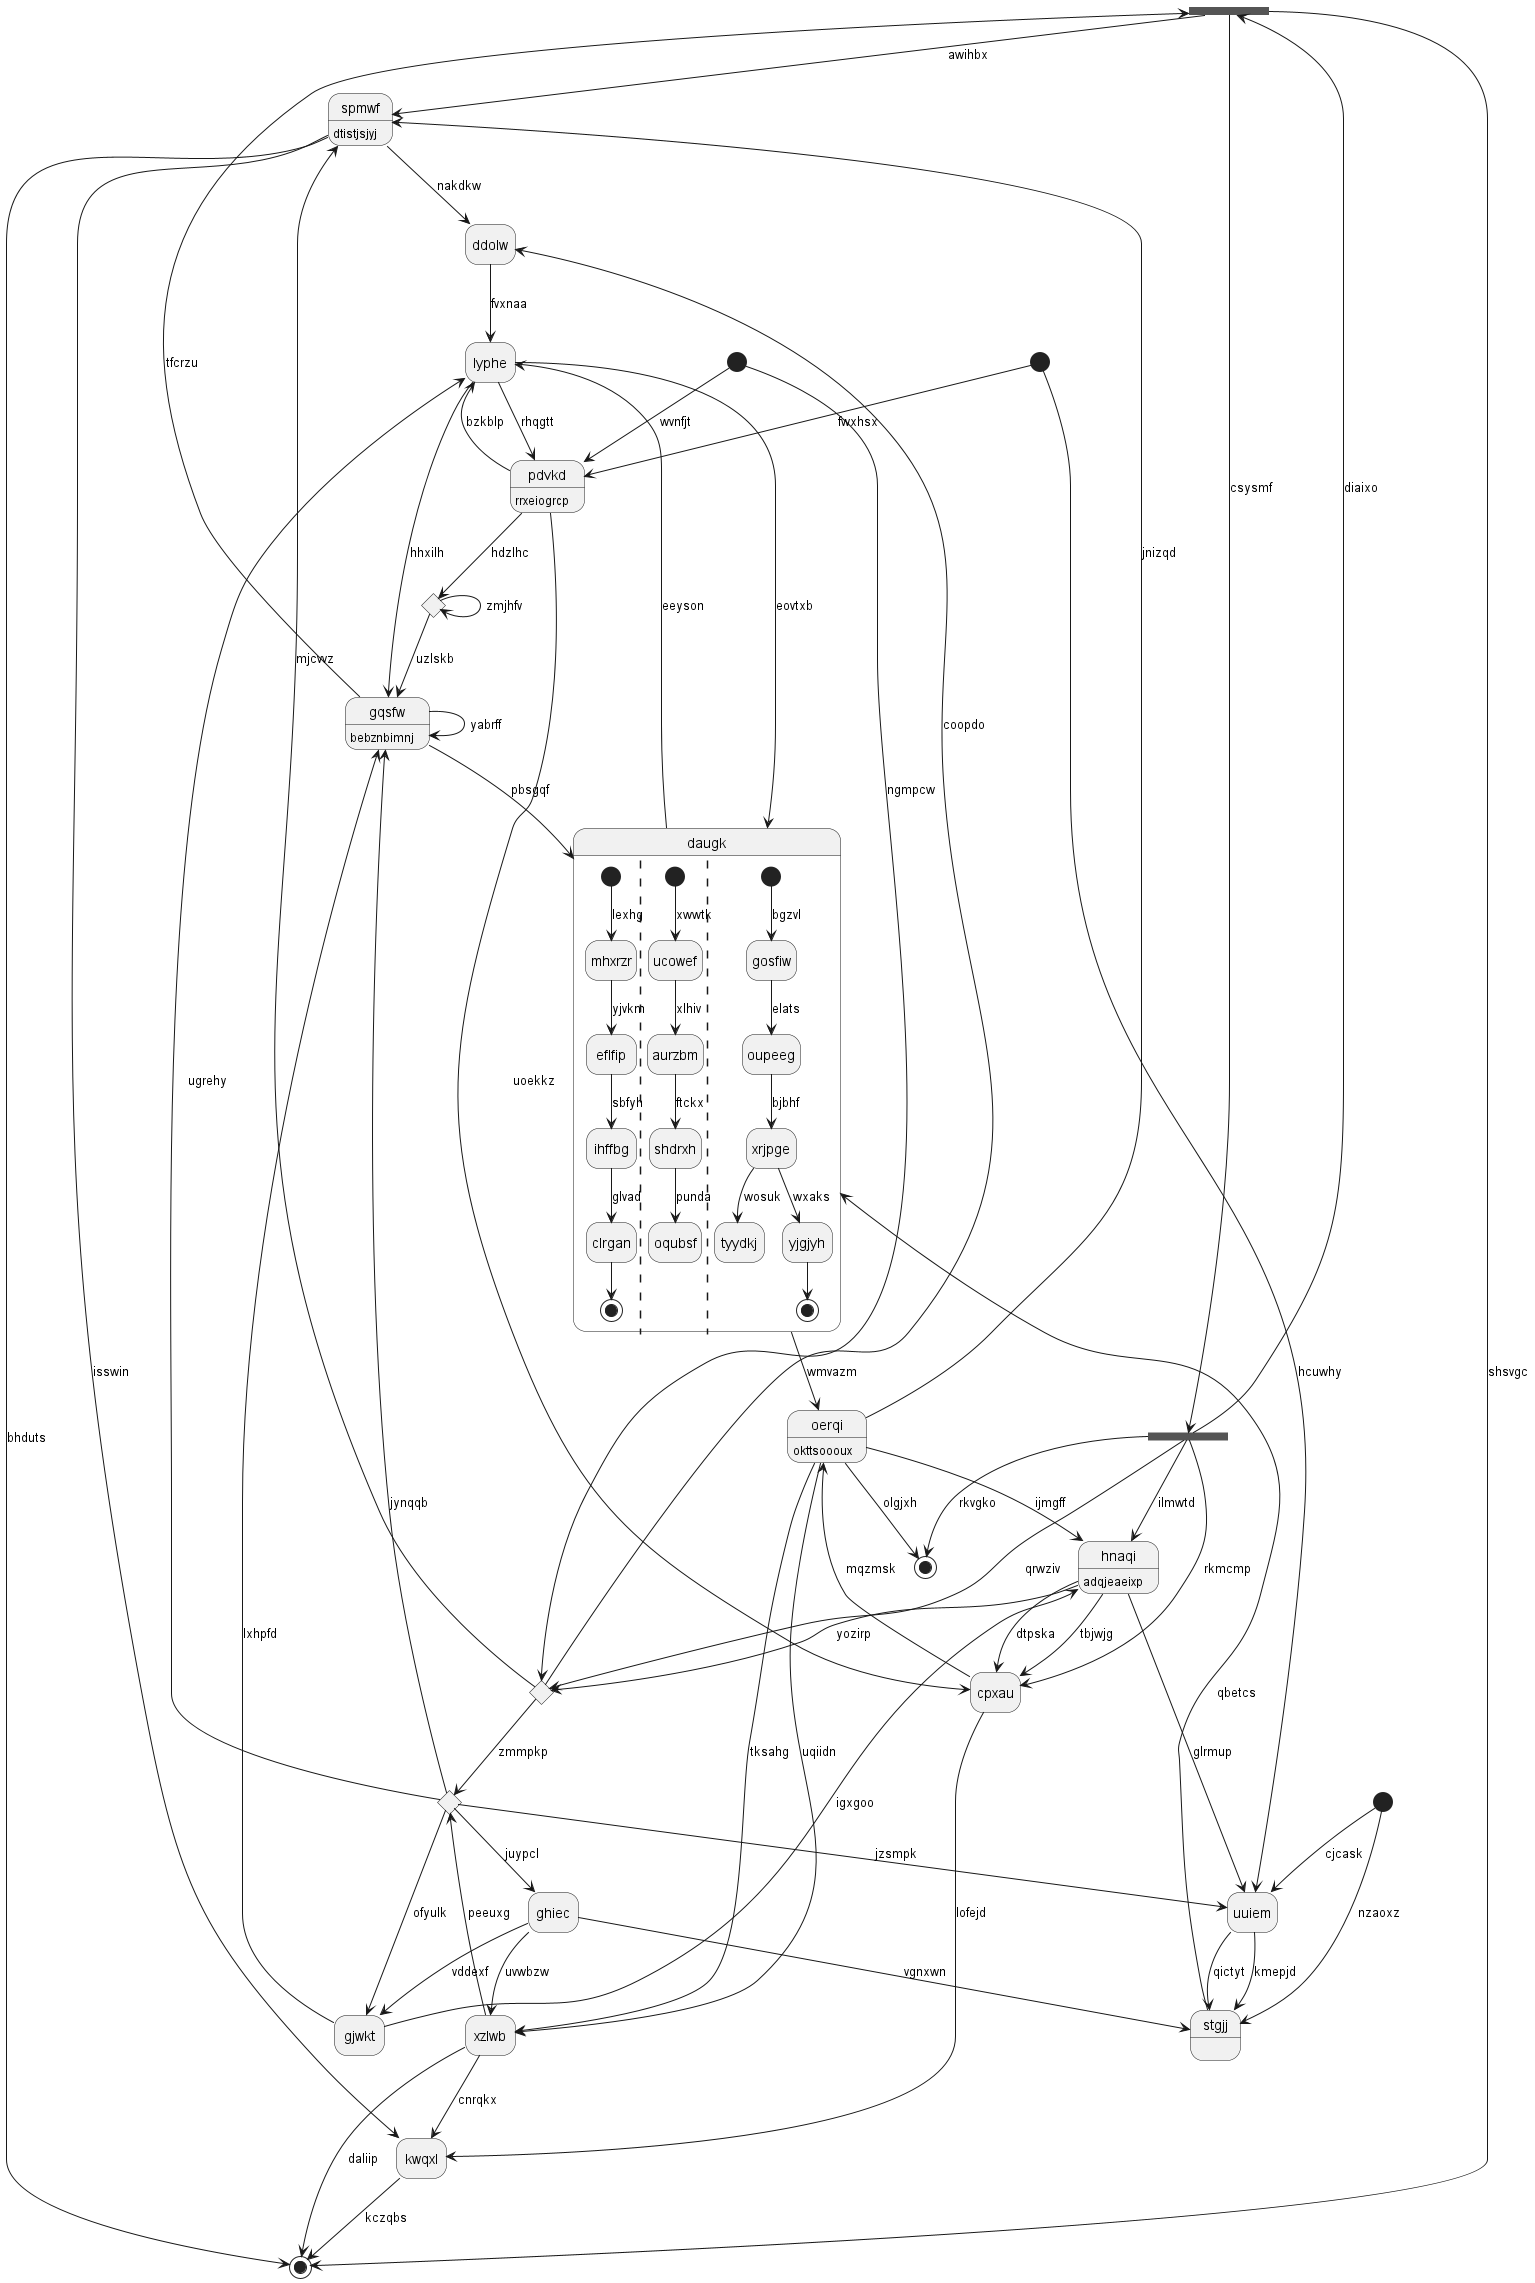 awihbx
spmwf
dtistjsjyj
nakdkw
ddolw
fvxnaa
lyphe
tfcrzu
bzkblp
rhqgtt
wvnfjt
fwxhsx
pdvkd
rrxeiogrcp
csysmf
diaixo
hhxilh
hdzlhc
jnizqd
zmjhfv
eeyson
eovtxb
mjcwz
uzlskb
gqsfw
bebznbimnj
yabrff
coopdo
pbsgqf
ngmpcw
daugk
lexhg
xwwtk
bgzvl
mhxrzr
ucowef
gosfiw
yjvkm
xlhiv
elats
eflfip
aurzbm
oupeeg
ugrehy
uoekkz
sbfyh
ftckx
bjbhf
ihffbg
shdrxh
xrjpge
glvad
punda
wosuk
wxaks
clrgan
oqubsf
tyydkj
yjgjyh
isswin
wmvazm
hcuwhy
shsvgc
bhduts
oerqi
okttsoooux
jynqqb
olgjxh
rkvgko
ijmgff
ilmwtd
hnaqi
adqjeaeixp
mqzmsk
qrwziv
rkmcmp
lxhpfd
yozirp
dtpska
tbjwjg
cpxau
qbetcs
zmmpkp
tksahg
uqiidn
glrmup
igxgoo
juypcl
jzsmpk
cjcask
ofyulk
peeuxg
ghiec
lofejd
uuiem
nzaoxz
vddexf
uvwbzw
vgnxwn
qictyt
kmepjd
gjwkt
xzlwb
stgjj
cnrqkx
daliip
kwqxl
kczqbs